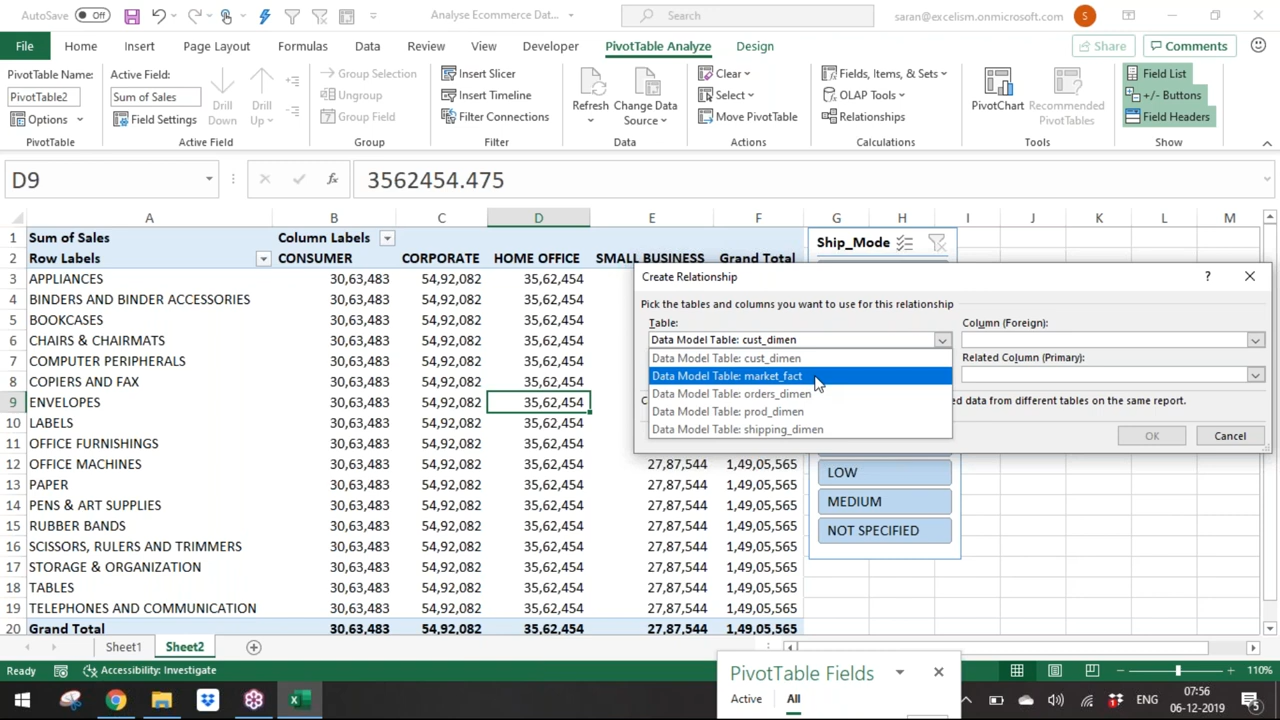 AutoSave Off Analyse Ecommerce Dat... Search saran@excelism.onmicrosoft.com S
File Home Insert Page Layout Formulas Data Review View Developer PivotTable Analyze Design Share Comments
PivotTable Name: Active Field: Group Selection Insert Slicer Clear Fields, Items, & Sets Field List
PivotTable2 Sum of Sales Drill Down Drill Up Ungroup Insert Timeline Refresh Change Data Source Select OLAP Tools PivotChart Recommended PivotTables +/- Buttons
Options Field Settings Group Field Filter Connections Move PivotTable Relationships Field Headers
PivotTable Active Field Group Filter Data Actions Calculations Tools Show
D9 fx 3562454.475
A B C D E F G H I J K L M
1 Sum of Sales Column Labels
2 Row Labels CONSUMER CORPORATE HOME OFFICE SMALL BUSINESS Grand Total
3 APPLIANCES 30,63,483 54,92,082 35,62,454
4 BINDERS AND BINDER ACCESSORIES 30,63,483 54,92,082 35,62,454
5 BOOKCASES 30,63,483 54,92,082 35,62,454
6 CHAIRS & CHAIRMATS 30,63,483 54,92,082 35,62,454
7 COMPUTER PERIPHERALS 30,63,483 54,92,082 35,62,454
8 COPIERS AND FAX 30,63,483 54,92,082 35,62,454
9 ENVELOPES 30,63,483 54,92,082 35,62,454
10 LABELS 30,63,483 54,92,082 35,62,454
11 OFFICE FURNISHINGS 30,63,483 54,92,082 35,62,454
12 OFFICE MACHINES 30,63,483 54,92,082 35,62,454 27,87,544 1,49,05,565
13 PAPER 30,63,483 54,92,082 35,62,454 27,87,544 1,49,05,565
14 PENS & ART SUPPLIES 30,63,483 54,92,082 35,62,454 27,87,544 1,49,05,565
15 RUBBER BANDS 30,63,483 54,92,082 35,62,454 27,87,544 1,49,05,565
16 SCISSORS, RULERS AND TRIMMERS 30,63,483 54,92,082 35,62,454 27,87,544 1,49,05,565
17 STORAGE & ORGANIZATION 30,63,483 54,92,082 35,62,454 27,87,544 1,49,05,565
18 TABLES 30,63,483 54,92,082 35,62,454 27,87,544 1,49,05,565
19 TELEPHONES AND COMMUNICATION 30,63,483 54,92,082 35,62,454 27,87,544 1,49,05,565
20 Grand Total 30,63,483 54,92,082 35,62,454 27,87,544 1,49,05,565
Ship_Mode
Create Relationship ?
Pick the tables and columns you want to use for this relationship
Table: Column (Foreign):
Data Model Table: cust_dimen
Data Model Table: cust_dimen Related Column (Primary):
Data Model Table: market_fact
Data Model Table: orders_dimen ed data from different tables on the same report.
Data Model Table: prod_dimen
Data Model Table: shipping_dimen
OK Cancel
LOW
MEDIUM
NOT SPECIFIED
Sheet1 Sheet2
Ready Accessibility: Investigate 110%
PivotTable Fields
Active All
ENG 07:56
06-12-2019 5